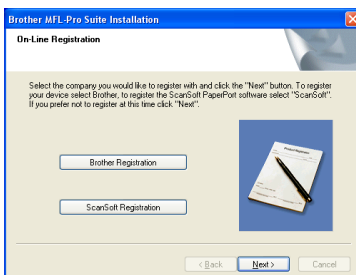 Brother MFL-Pro Suite Installation
On-Line Registration
Select the company you would like to register with and click the "Next" button. To register
your device select Brother, to register the ScanSoft PaperPort software select "ScanSoft".
If you prefer not to register at this time click "Next".
Brother Registration
ScanSoft Registration
< Back
Next >
Cancel